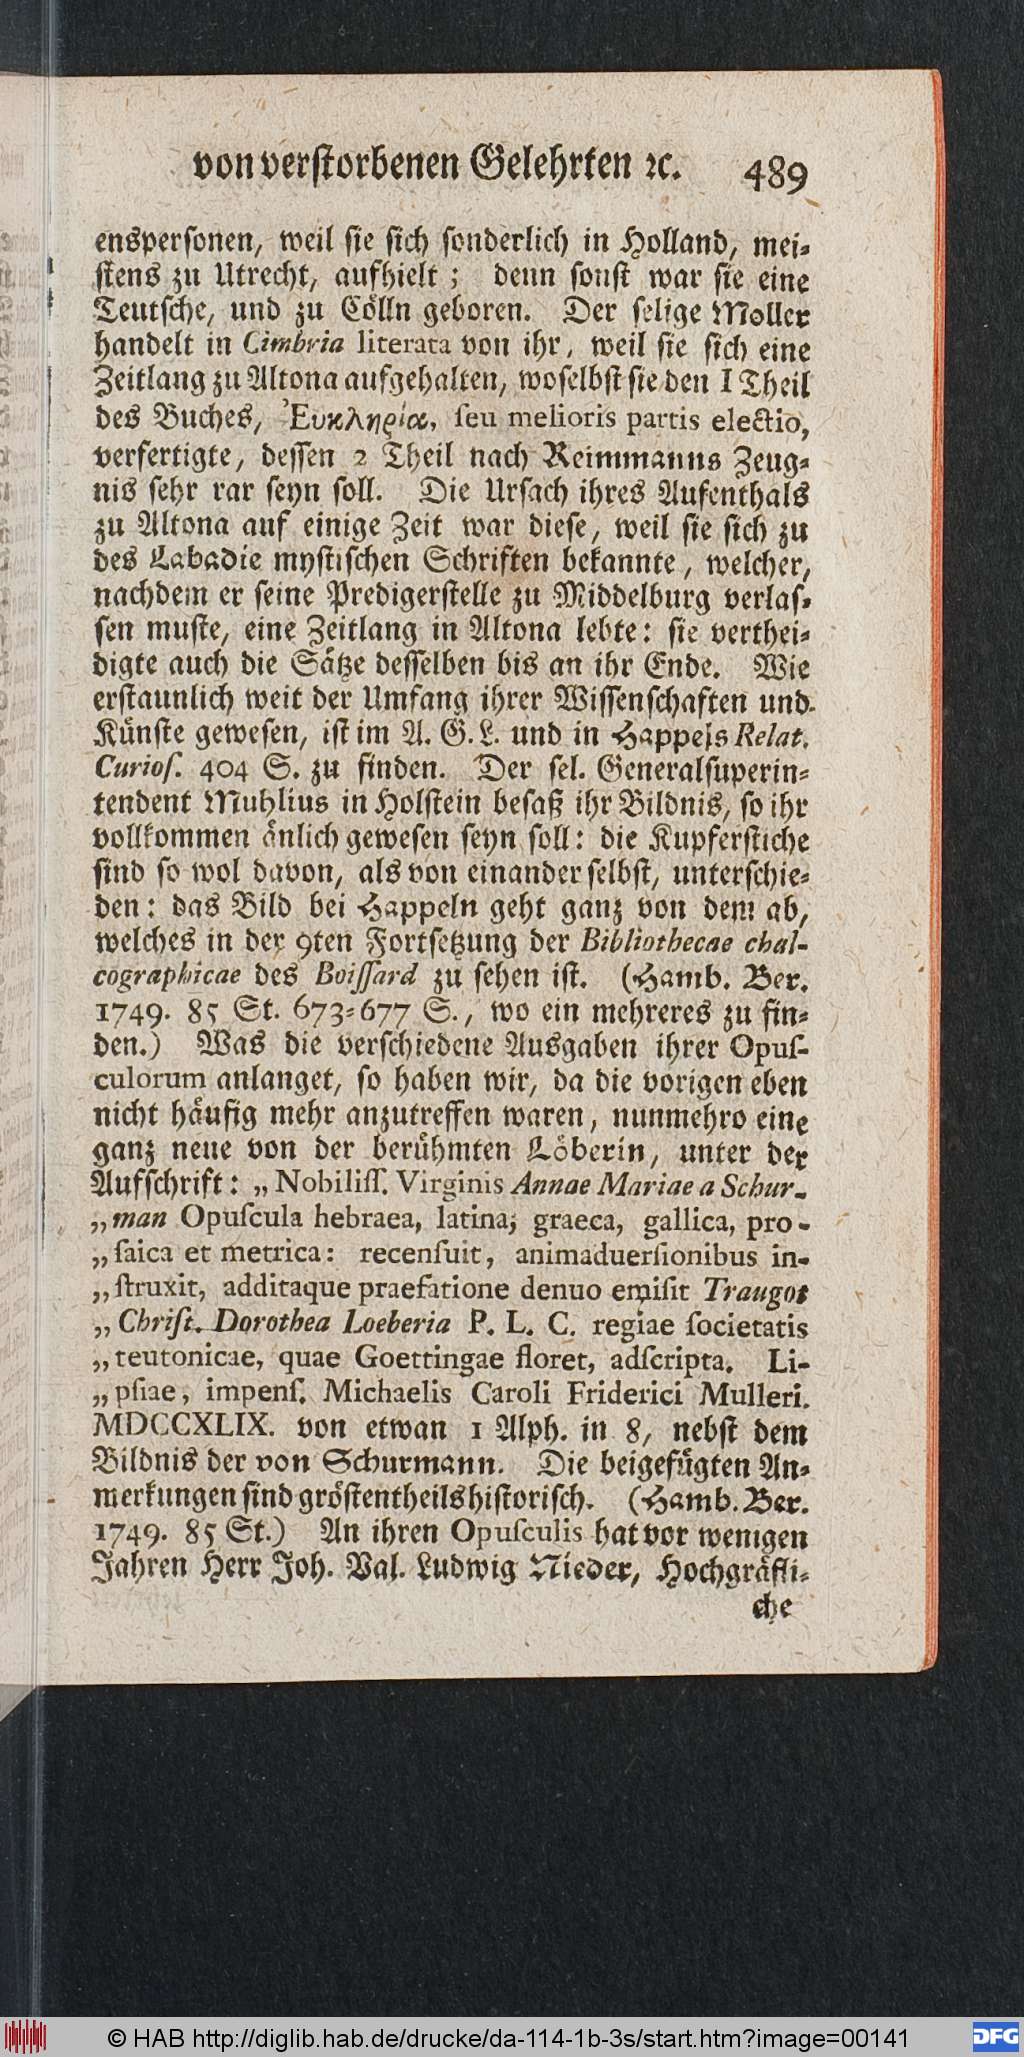 von verstorbenen Gelehrten ꝛc. 489
enspersonen, weil sie sich sonderlich in Holland, mei⸗
stens zu Utrecht, aufhielt; denn sonst war sie eine
Teutsche, und zu Cölln geboren. Der selige Moller
handelt in Cimbria literata von ihr, weil sie sich eine
Zeitlang zu Altona aufgehalten, woselbst sie den I Theil
des Buches, Ἐυκληρία, ſeu melioris partis electio,
verfertigte, dessen 2 Theil nach Reimmanns Zeug⸗
nis sehr rar seyn soll. Die Ursach ihres Aufenthals
zu Altona auf einige Zeit war diese, weil sie sich zu
des Labadie mystischen Schriften bekannte, welcher,
nachdem er seine Predigerstelle zu Middelburg verlas⸗
sen muste, eine Zeitlang in Altona lebte: sie verthei⸗
digte auch die Sätze desselben bis an ihr Ende. Wie
erstaunlich weit der Umfang ihrer Wissenschaften und
Künste gewesen, ist im A. G. L. und in Happels Relat.
Curioſ. 404 S. zu finden. Der sel. Generalsuperin⸗
tendent Muhlius in Holstein besaß ihr Bildnis, so ihr
vollkommen änlich gewesen seyn soll: die Kupferstiche
sind so wol davon, als von einander selbst, unterschie⸗
den: das Bild bei Happeln geht ganz von dem ab,
welches in der 9ten Fortsetzung der Bibliothecae chal-
cographicae des Boiſſard zu sehen ist. (Hamb. Ber.
1749. 85 St. 673⸗677 S., wo ein mehreres zu fin⸗
den.) Was die verschiedene Ausgaben ihrer Opuſ-
culorum anlanget, so haben wir, da die vorigen eben
nicht häufig mehr anzutreffen waren, nunmehro eine
ganz neue von der berühmten Löberin, unter der
Aufschrift: „Nobiliſſ. Virginis Annae Mariae a Schur-
„man Opuſcula hebraea, latina, graeca, gallica, pro-
„ſaica et metrica: recenſuit, animaduerſionibus in-
„ſtruxit, additaque praefatione denuo emiſit Traugot
„Chriſt. Dorothea Loeberia P. L. C. regiae ſocietatis
„teutonicae, quae Goettingae floret, adſcripta. Li-
„pſiae, impenſ. Michaelis Caroli Friderici Mulleri.
MDCCXLIX. von etwan 1 Alph. in 8, nebst dem
Bildnis der von Schurmann. Die beigefügten An⸗
merkungen sind gröstentheils historisch. (Hamb. Ber.
1749. 85 St.) An ihren Opuſculis hat vor wenigen
Jahren Herr Joh. Val. Ludwig Nieder, Hochgräfli⸗
che
© HAB http://diglib.hab.de/drucke/da-114-1b-3s/start.htm?image=00141
DFG